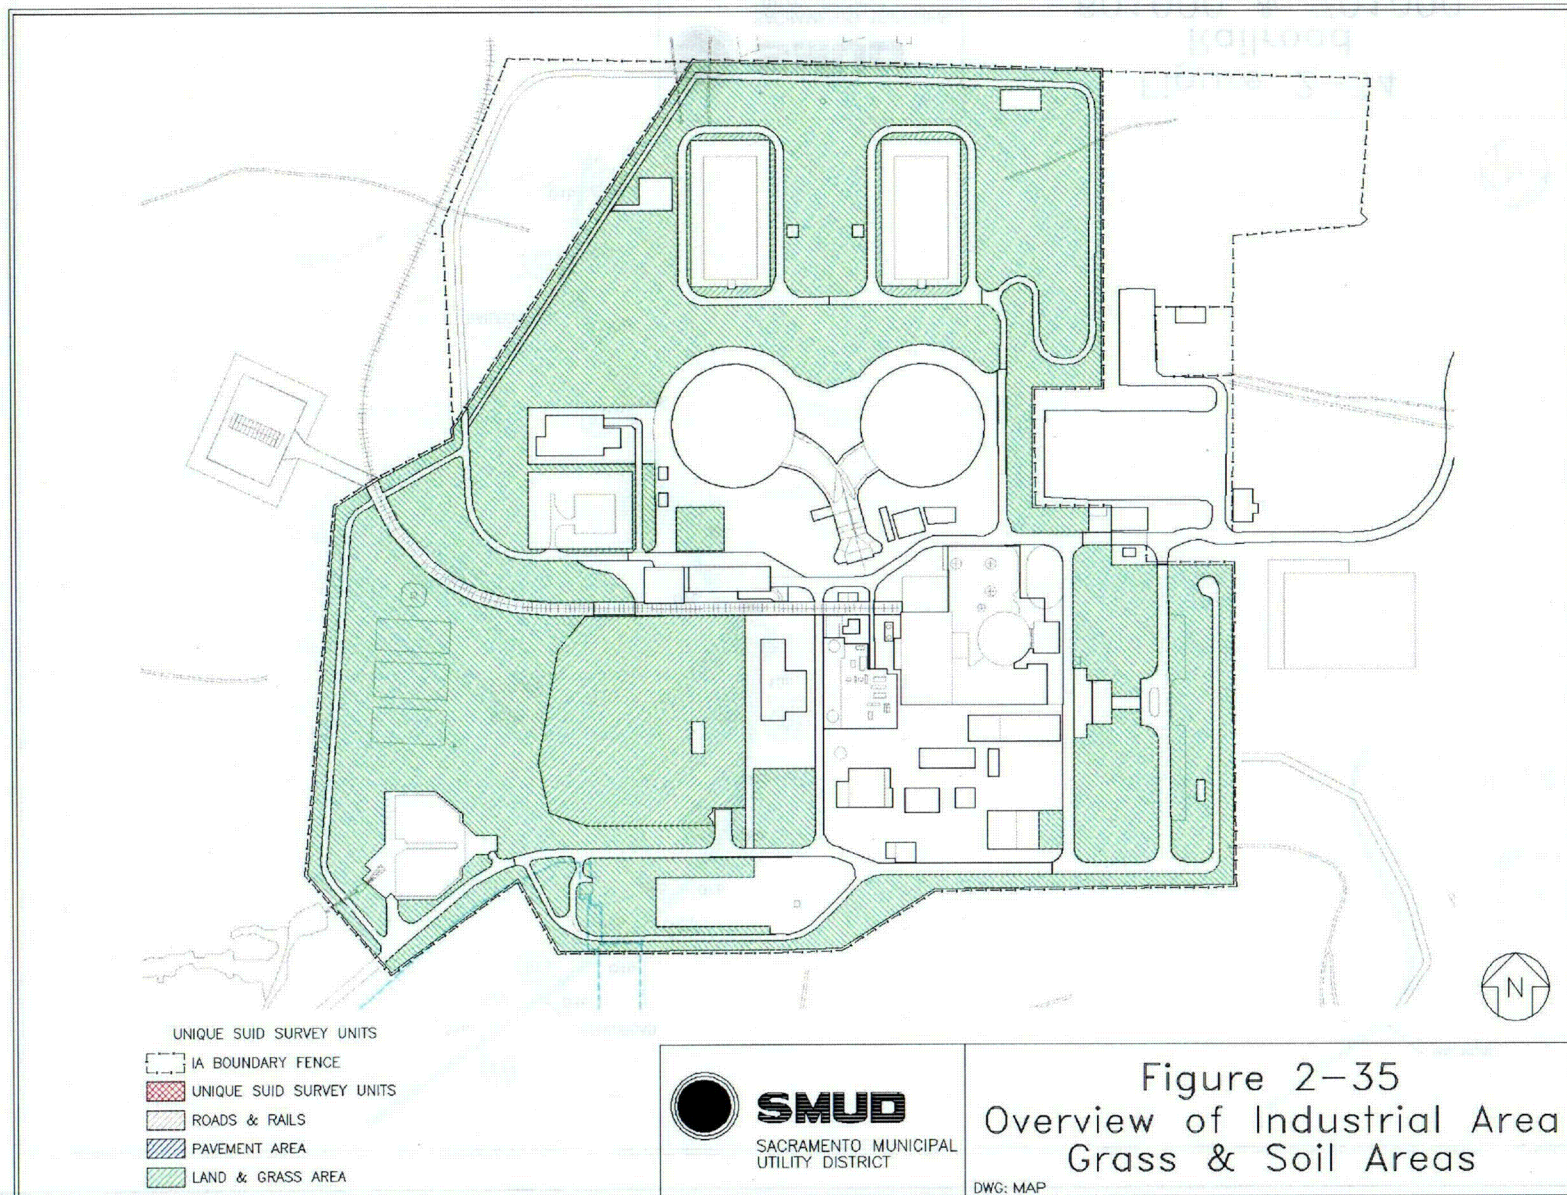 N
UNIQUE SUID SURVEY UNITS
IA BOUNDARY FENCE
UNIQUE SUID SURVEY UNITS
ROADS & RAILS
PAVEMENT AREA
LAND & GRASS AREA
SMUD
SACRAMENTO MUNICIPAL
UTILITY DISTRICT
Figure 2-35
Overview of Industrial Area
Grass & Soil Areas
DWG: MAP